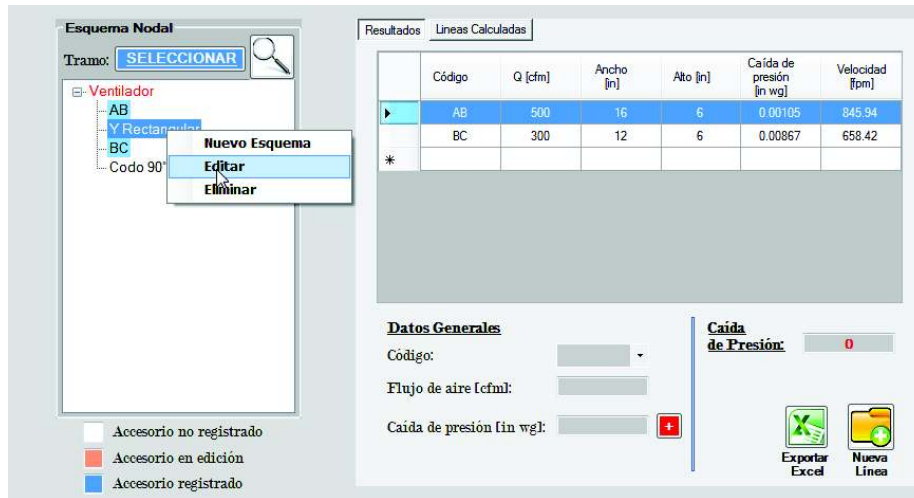 Esquema Nodal
Tramo: SELECCIONAR
Ventilador
AB
Y Rectangular
BC
Codo 90°
Nuevo Esquema
Editar
Eliminar
Accesorio no registrado
Accesorio en edición
Accesorio registrado
Resultados Lineas Calculadas
Código Q [cfm] Ancho [in] Alto [in] Caída de presión [in wg] Velocidad [fpm]
AB 500 16 6 0.00105 845.94
BC 300 12 6 0.00867 658.42
Datos Generales
Código:
Flujo de aire [cfm]:
Caída de presión [in wg]:
Caída
de Presión: 0
Exportar
Excel
Nueva
Línea